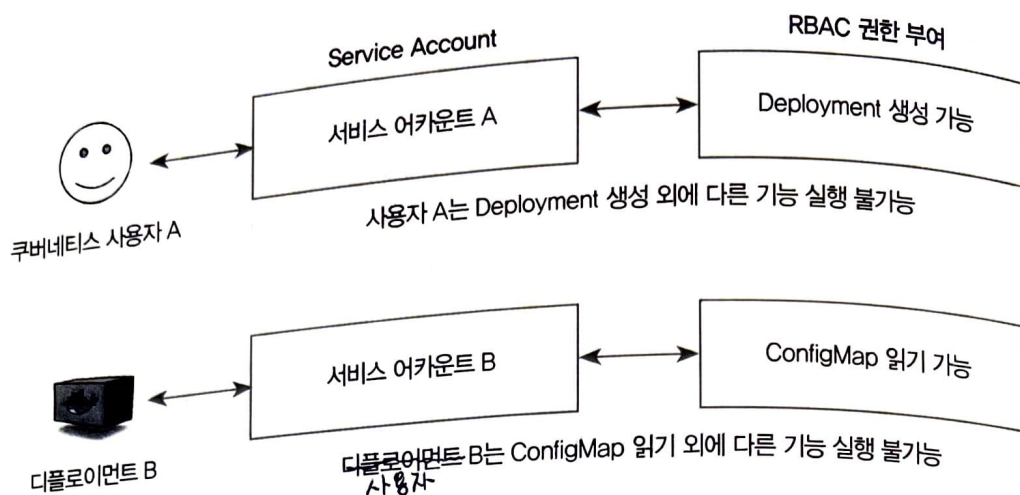 Service Account
RBAC 권한 부여
서비스 어카운트 A
Deployment 생성 가능
쿠버네티스 사용자 A
사용자 A는 Deployment 생성 외에 다른 기능 실행 불가능
서비스 어카운트 B
ConfigMap 읽기 가능
디플로이먼트 B
디플로이먼트 B는 ConfigMap 읽기 외에 다른 기능 실행 불가능
사용자